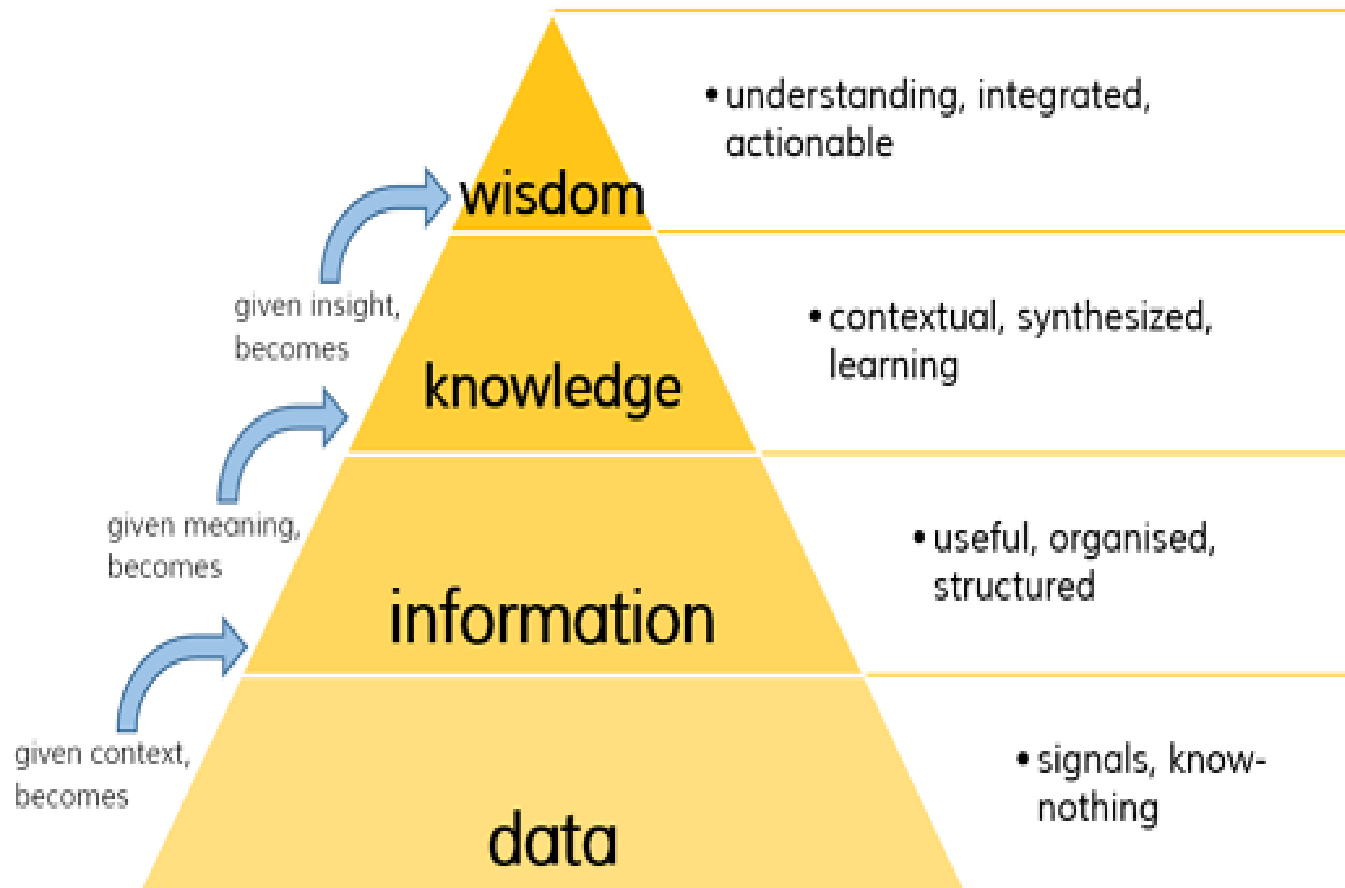 • understanding, integrated,
actionable
wisdom
given insight,
becomes
• contextual, synthesized,
learning
knowledge
given meaning,
becomes
• useful, organised,
structured
information
given context,
becomes
• signals, know-
nothing
data